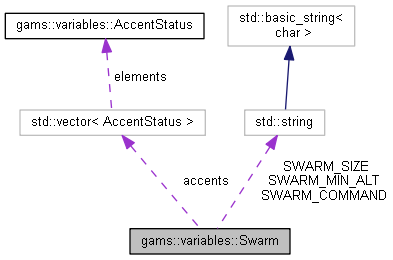 gams::variables::AccentStatus
std::basic_string<
char >
elements
std::vector< AccentStatus >
std::string
accents
SWARM_SIZE
SWARM_MIN_ALT
SWARM_COMMAND
gams::variables::Swarm